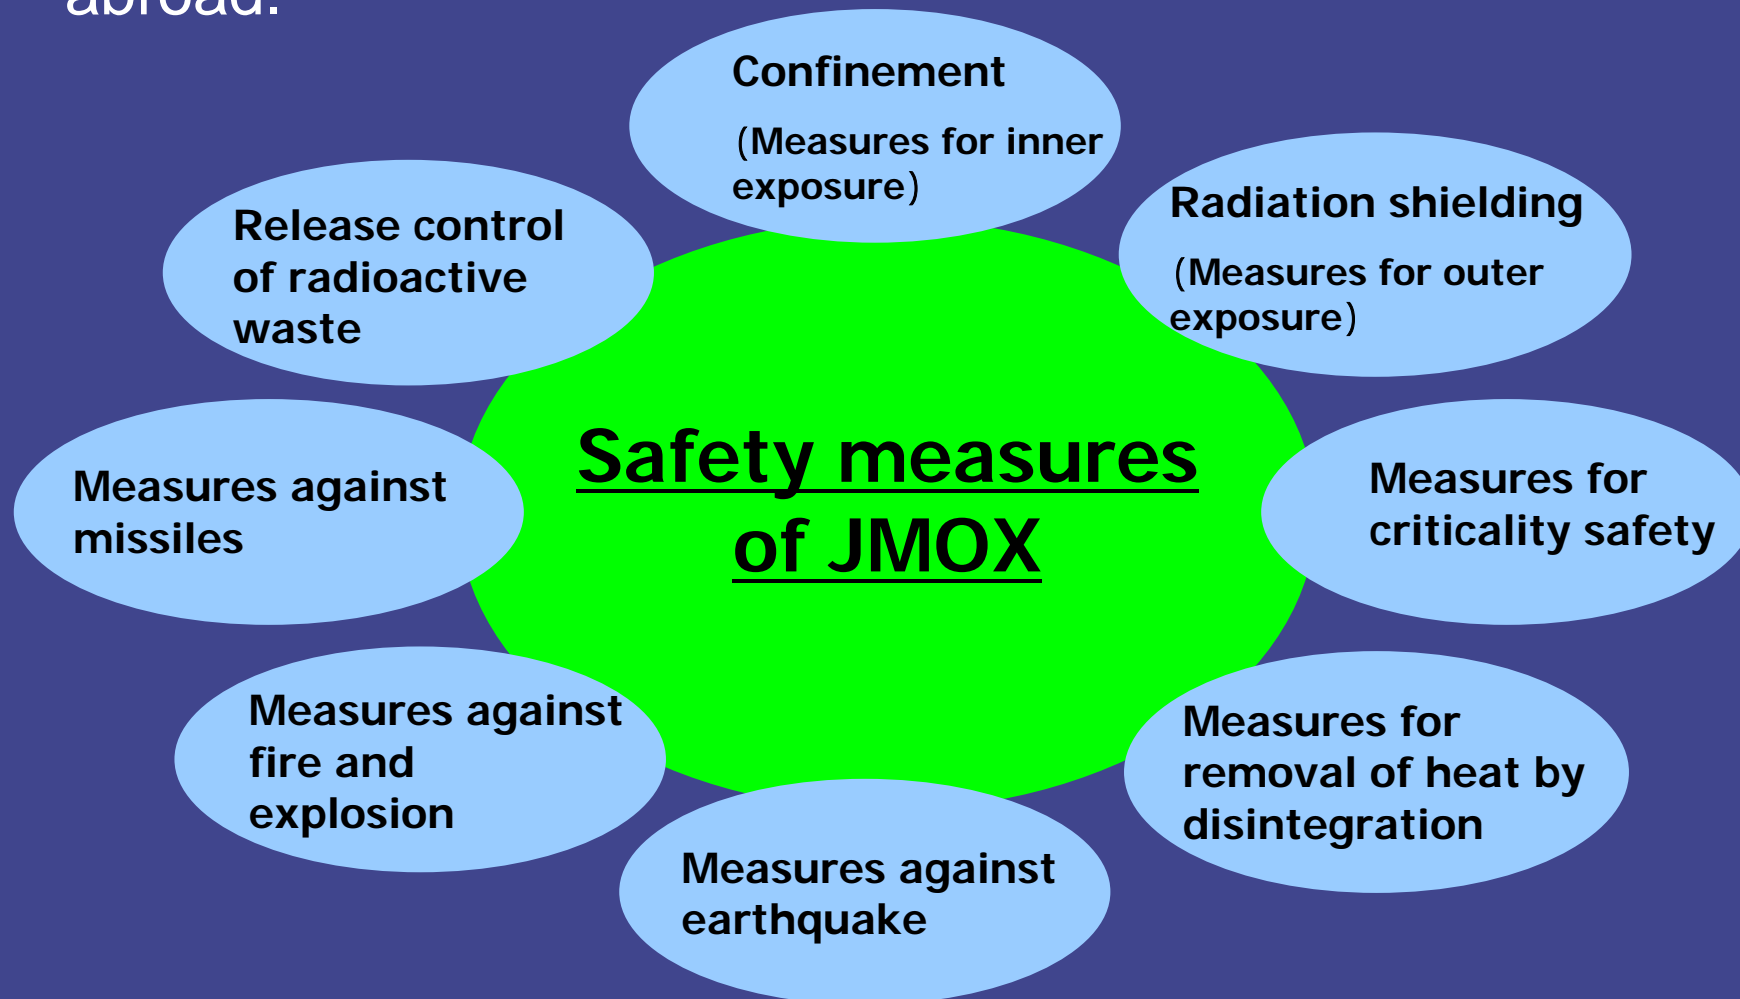 abroad.
Confinement
(Measures for inner
exposure)
Radiation shielding
(Measures for outer
exposure)
Release control
of radioactive
waste
Safety measures
of JMOX
Measures against
missiles
Measures for
criticality safety
Measures against
fire and
explosion
Measures for
removal of heat by
disintegration
Measures against
earthquake